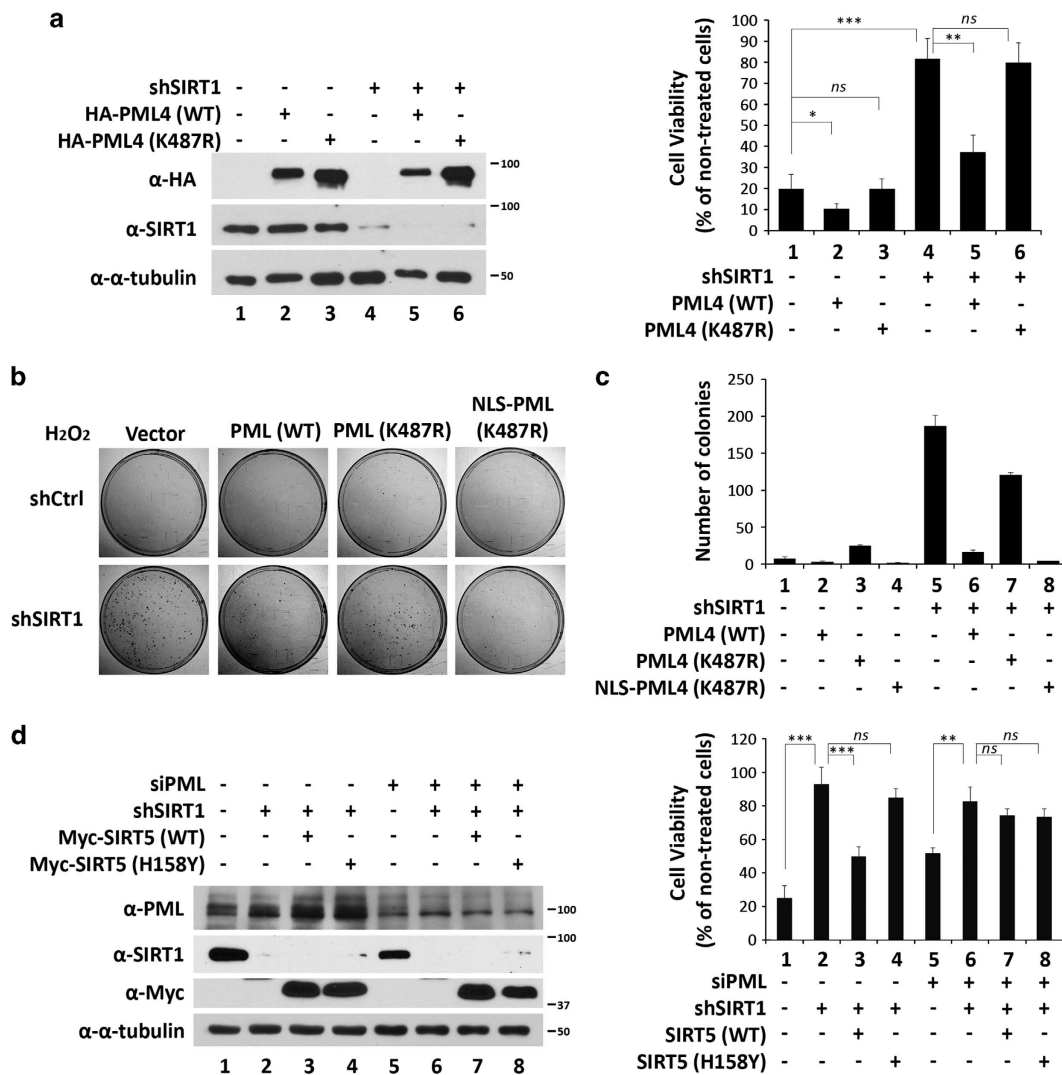 a
shSIRT1 - - - + + +
HA-PML4 (WT) - + - - + -
HA-PML4 (K487R) - - + - - +
α-HA
100
α-SIRT1
100
α-α-tubulin
50
1 2 3 4 5 6
Cell Viability
(% of non-treated cells)
100
90
80
70
60
50
40
30
20
10
0
***
ns
**
ns
*
1 2 3 4 5 6
shSIRT1 - - - + + +
PML4 (WT) - + - - + -
PML4 (K487R) - - + - - +
b
H2O2
Vector
PML (WT)
PML (K487R)
NLS-PML
(K487R)
shCtrl
shSIRT1
c
Number of colonies
250
200
150
100
50
0
1 2 3 4 5 6 7 8
shSIRT1 - - - - + + + +
PML4 (WT) - + - - - + - -
PML4 (K487R) - - + - - - + -
NLS-PML4 (K487R) - - - + - - - +
d
siPML - - - - + + + +
shSIRT1 - + + + - + + +
Myc-SIRT5 (WT) - - + - - - + -
Myc-SIRT5 (H158Y) - - - + - - - +
α-PML
100
α-SIRT1
100
α-Myc
37
α-α-tubulin
50
1 2 3 4 5 6 7 8
Cell Viability
(% of non-treated cells)
120
100
80
60
40
20
0
***
ns
***
**
ns
ns
1 2 3 4 5 6 7 8
siPML - - - - + + + +
shSIRT1 - + + + - + + +
SIRT5 (WT) - - + - - - + -
SIRT5 (H158Y) - - - + - - - +